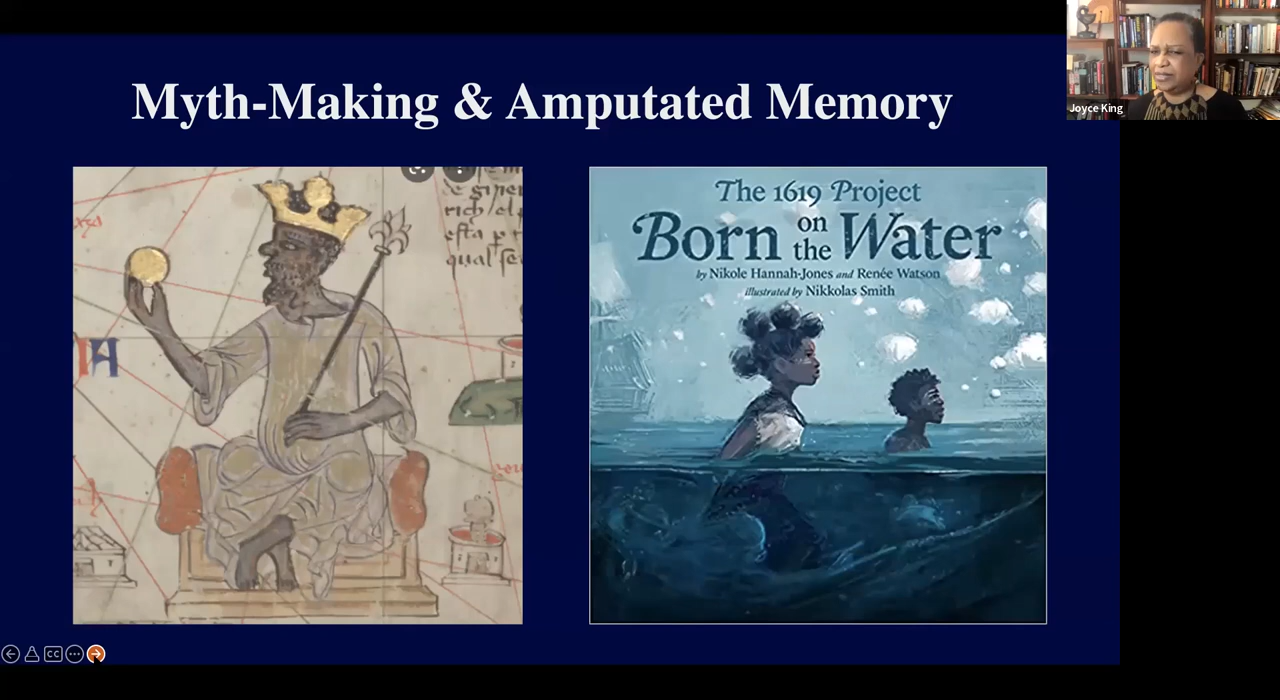 Myth-Making & Amputated Memory
Joyce King
The 1619 Project
Born on the Water
by Nikole Hannah-Jones and Renée Watson
illustrated by Nikkolas Smith
CC